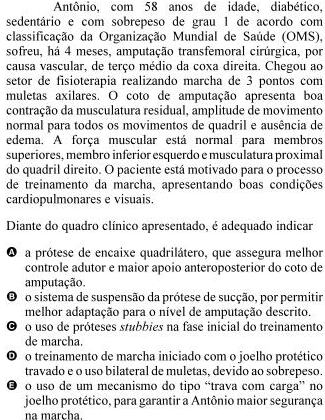 Antônio, com 58 anos de idade, diabético,
sedentário e com sobrepeso de grau 1 de acordo com
classificação da Organização Mundial de Saúde (OMS),
sofreu, há 4 meses, amputação transfemoral cirúrgica, por
causa vascular, de terço médio da coxa direita. Chegou ao
setor de fisioterapia realizando marcha de 3 pontos com
muletas axilares. O coto de amputação apresenta boa
contração da musculatura residual, amplitude de movimento
normal para todos os movimentos de quadril e ausência de
edema. A força muscular está normal para membros
superiores, membro inferior esquerdo e musculatura proximal
do quadril direito. O paciente está motivado para o processo
de treinamento da marcha, apresentando boas condições
cardiopulmonares e visuais.
Diante do quadro clínico apresentado, é adequado indicar
A a prótese de encaixe quadrilátero, que assegura melhor
controle adutor e maior apoio anteroposterior do coto de
amputação.
B o sistema de suspensão da prótese de sucção, por permitir
melhor adaptação para o nível de amputação descrito.
C o uso de próteses stubbies na fase inicial do treinamento
de marcha.
D o treinamento de marcha iniciado com o joelho protético
travado e o uso bilateral de muletas, devido ao sobrepeso.
E o uso de um mecanismo do tipo “trava com carga” no
joelho protético, para garantir a Antônio maior segurança
na marcha.